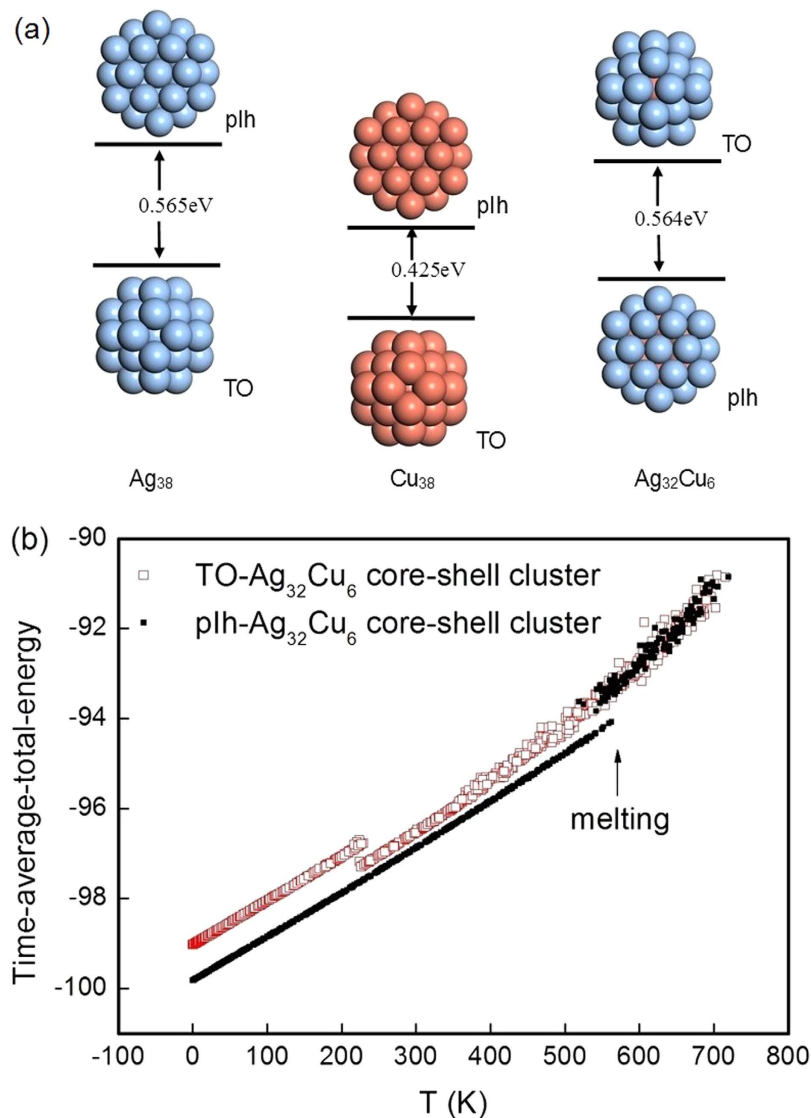 (a)
pIh
TO
0.565eV
pIh
0.564eV
0.425eV
TO
pIh
TO
Ag38
Cu38
Ag32Cu6
(b)
-90
TO-Ag32Cu6 core-shell cluster
pIh-Ag32Cu6 core-shell cluster
-92
-94
melting
-96
-98
-100
Time-average-total-energy
-100 0 100 200 300 400 500 600 700 800
T (K)